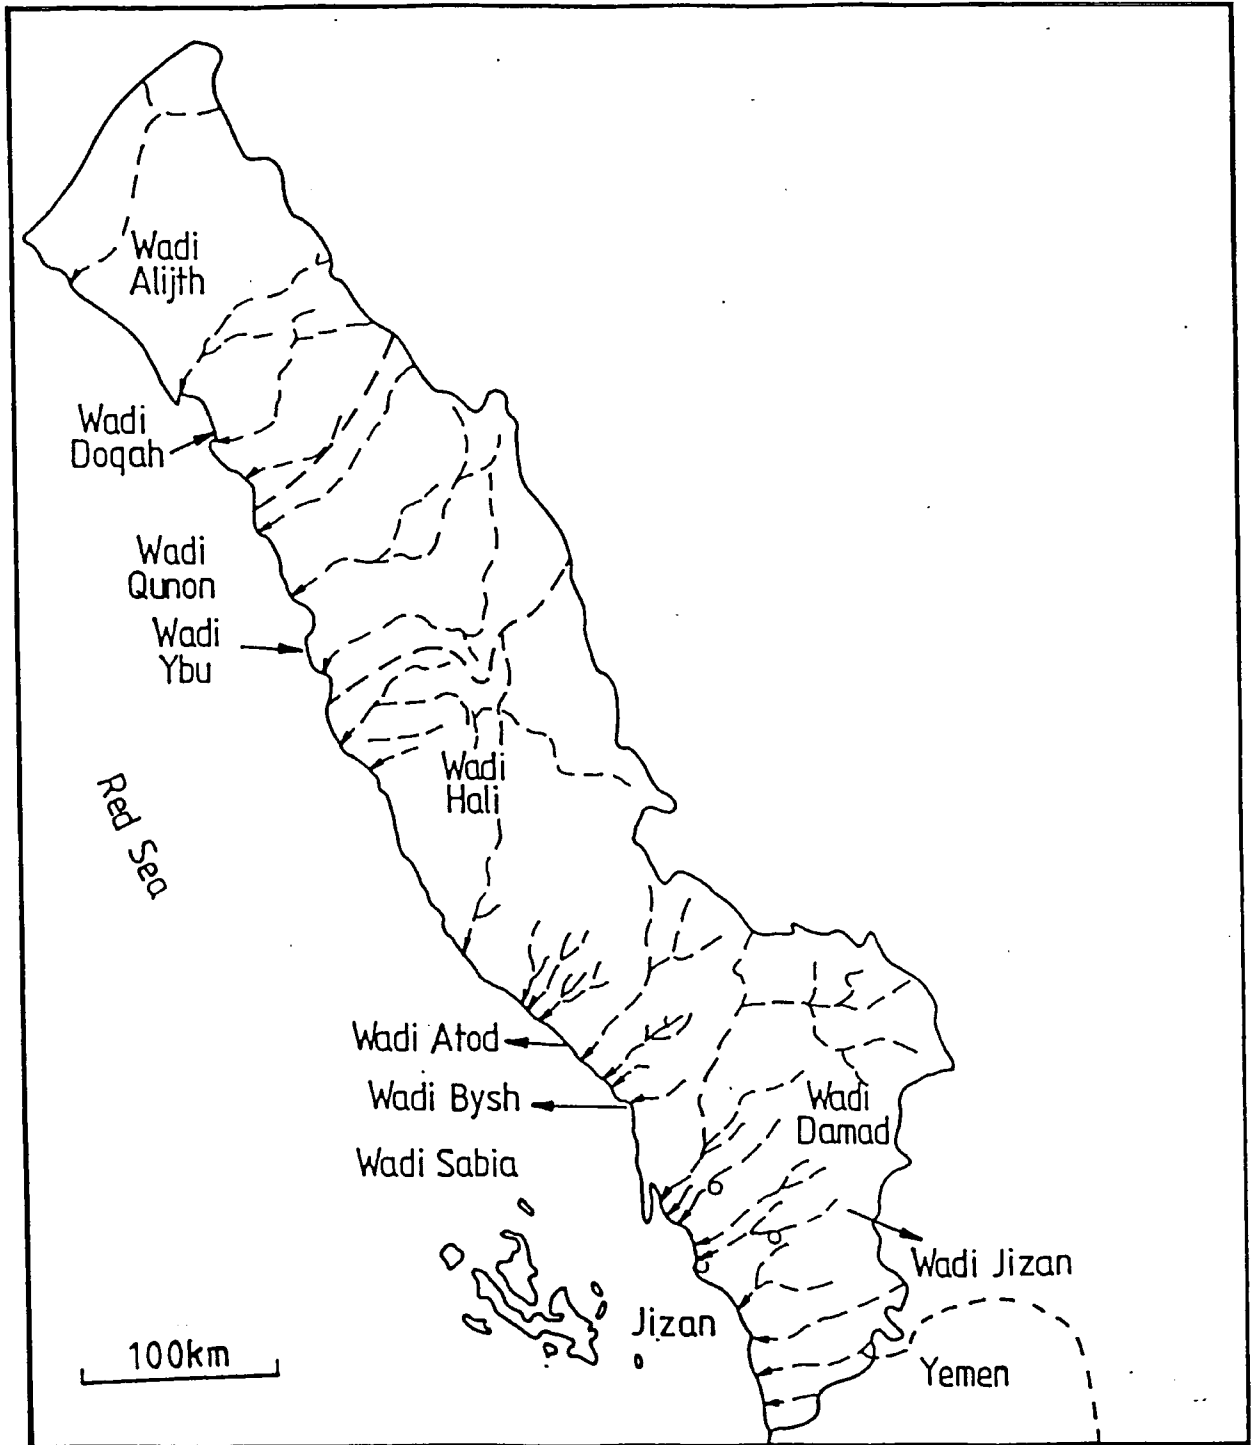 Wadi
Alijth
Wadi
Doqah
Wadi
Qunon
Wadi
Ybu
Red Sea
Wadi
Hali
Wadi Atod
Wadi Bysh
Wadi
Damad
Wadi Sabia
Wadi Jizan
Jizan
100km
Yemen